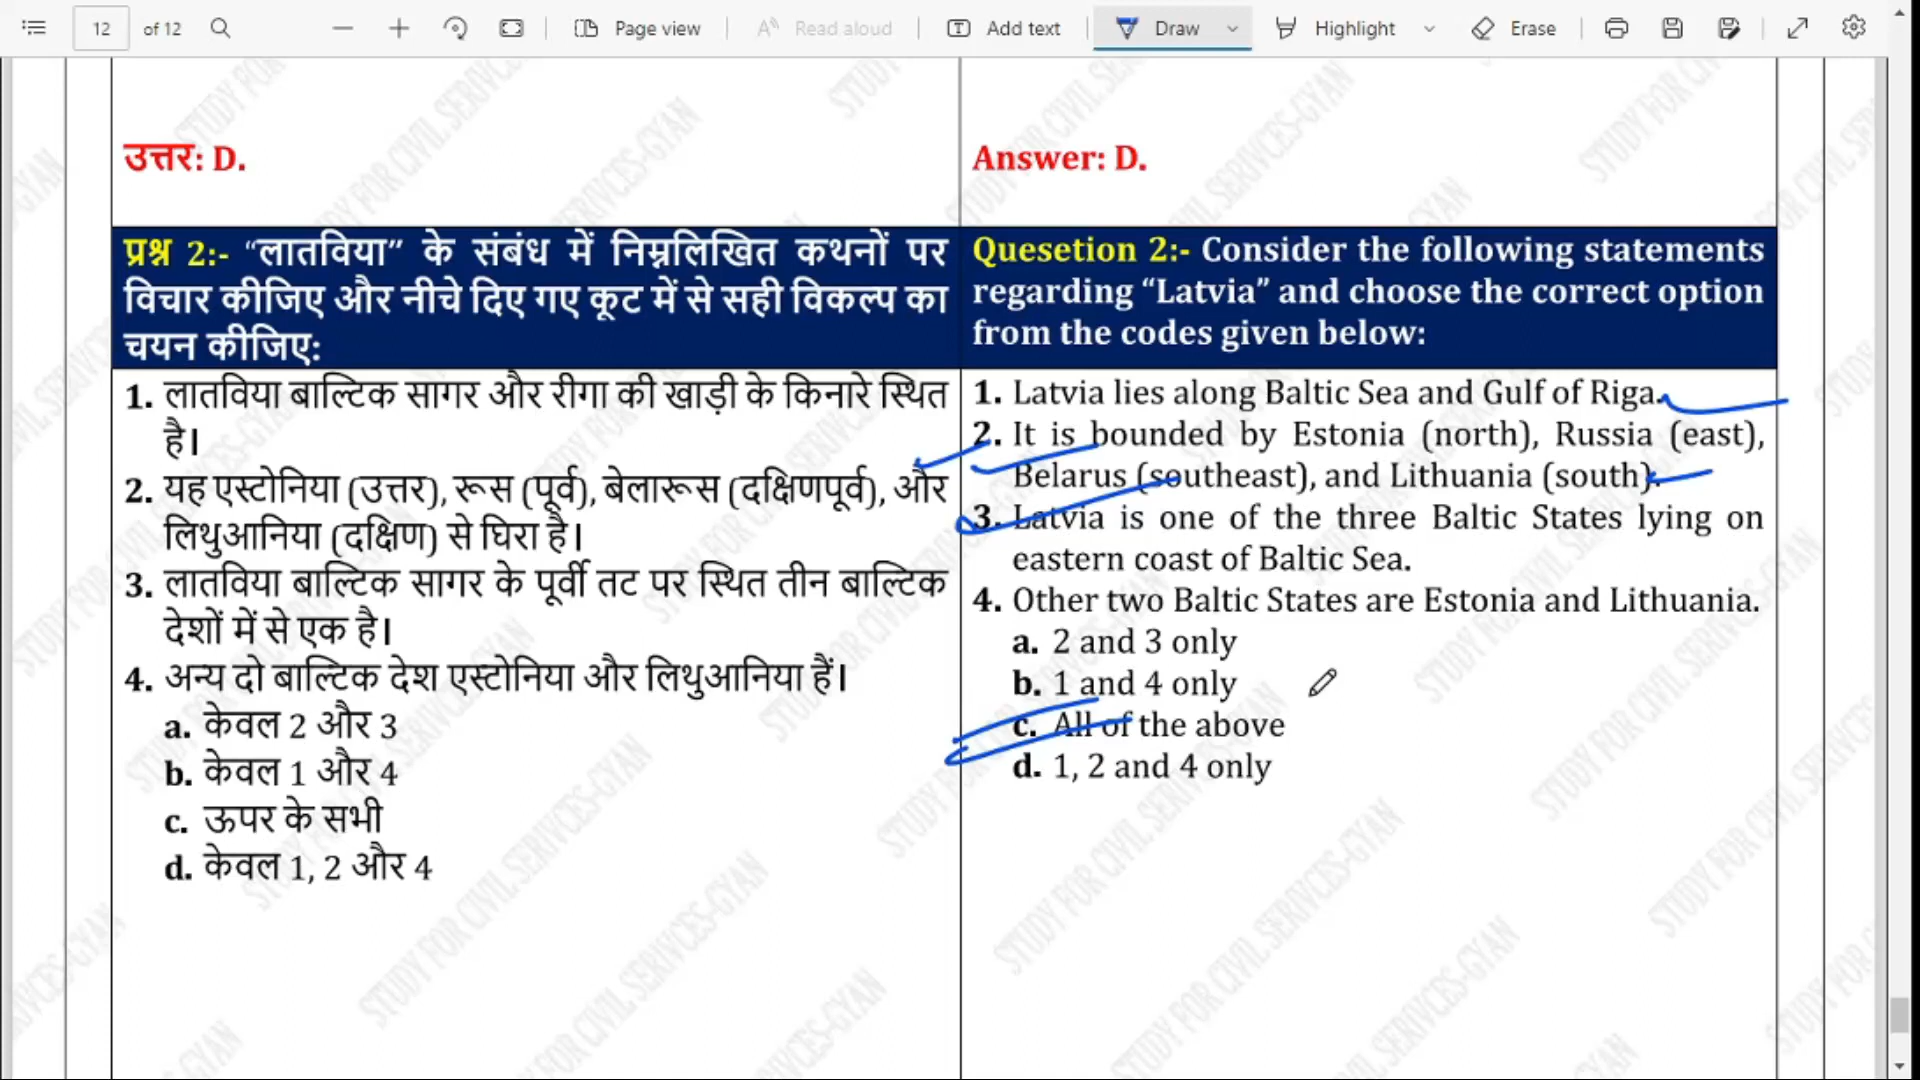 12 of 12 Page view Read aloud Add text Draw Highlight Erase
उत्तर: D.
प्रश्न 2:- “लातविया” के संबंध में निम्नलिखित कथनों पर
विचार कीजिए और नीचे दिए गए कूट में से सही विकल्प का
चयन कीजिए:
1. लातविया बाल्टिक सागर और रीगा की खाड़ी के किनारे स्थित
है।
2. यह एस्टोनिया (उत्तर), रूस (पूर्व), बेलारूस (दक्षिणपूर्व), और
लिथुआनिया (दक्षिण) से घिरा है।
3. लातविया बाल्टिक सागर के पूर्वी तट पर स्थित तीन बाल्टिक
देशों में से एक है।
4. अन्य दो बाल्टिक देश एस्टोनिया और लिथुआनिया हैं।
a. केवल 2 और 3
b. केवल 1 और 4
c. ऊपर के सभी
d. केवल 1, 2 और 4
Answer: D.
Quesetion 2:- Consider the following statements
regarding “Latvia” and choose the correct option
from the codes given below:
1. Latvia lies along Baltic Sea and Gulf of Riga.
2. It is bounded by Estonia (north), Russia (east),
Belarus (southeast), and Lithuania (south).
3. Latvia is one of the three Baltic States lying on
eastern coast of Baltic Sea.
4. Other two Baltic States are Estonia and Lithuania.
a. 2 and 3 only
b. 1 and 4 only
c. All of the above
d. 1, 2 and 4 only
STUDY FOR CIVIL SERIVCES-GYAN